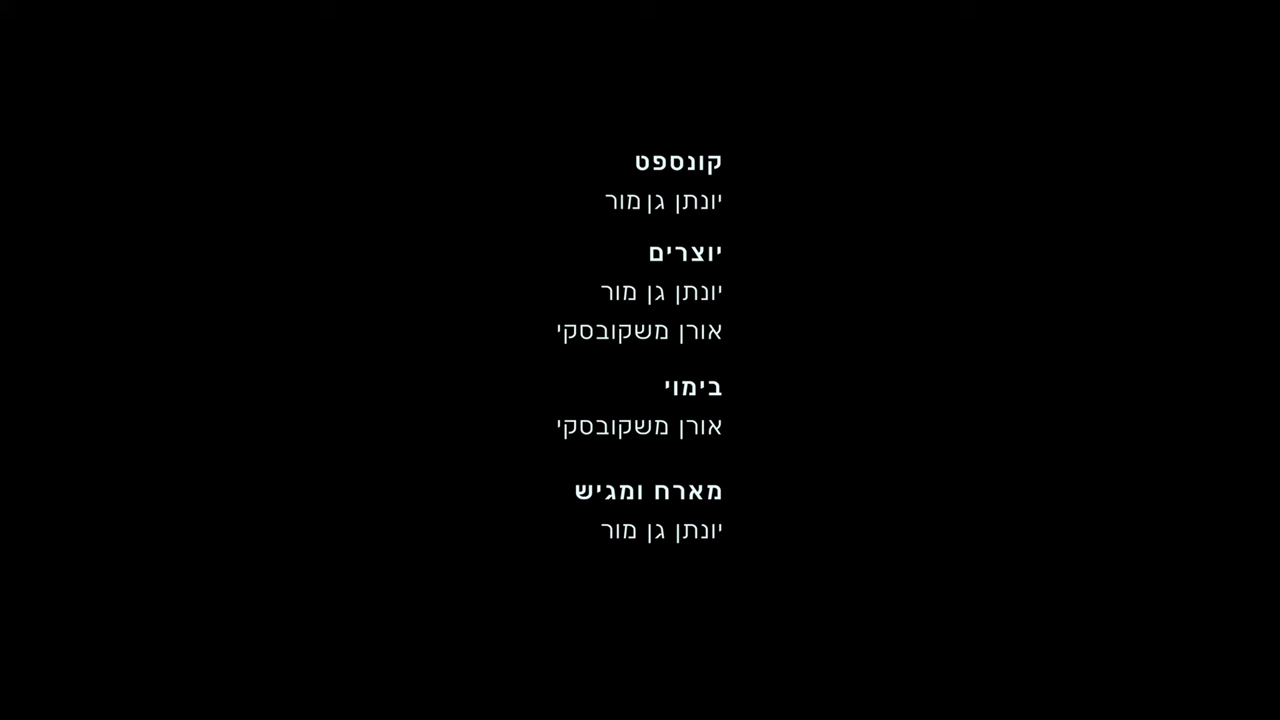 קונספט
יונתן גן מור
יוצרים
יונתן גן מור
אורן משקובסקי
בימוי
אורן משקובסקי
מארח ומגיש
יונתן גן מור